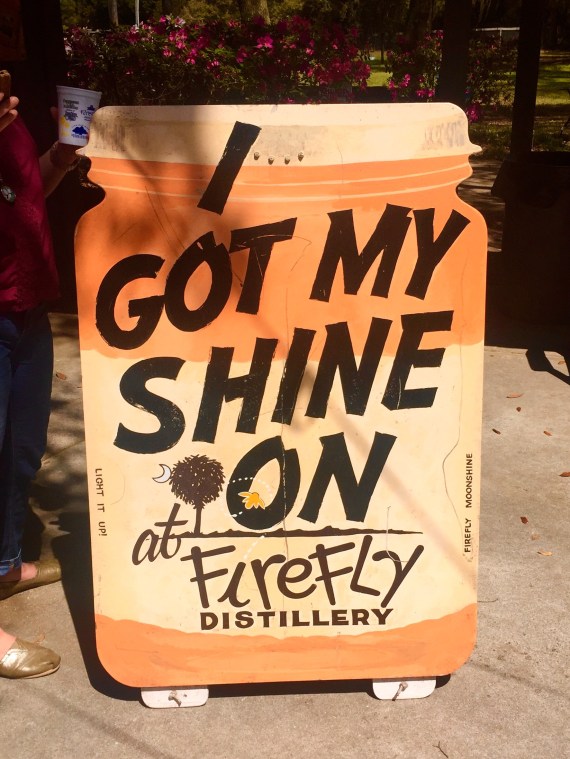 I
GOT MY
SHINE
ON
at
FIREFLY
DISTILLERY
LIGHT IT UP!
FIREFLY MOONSHINE